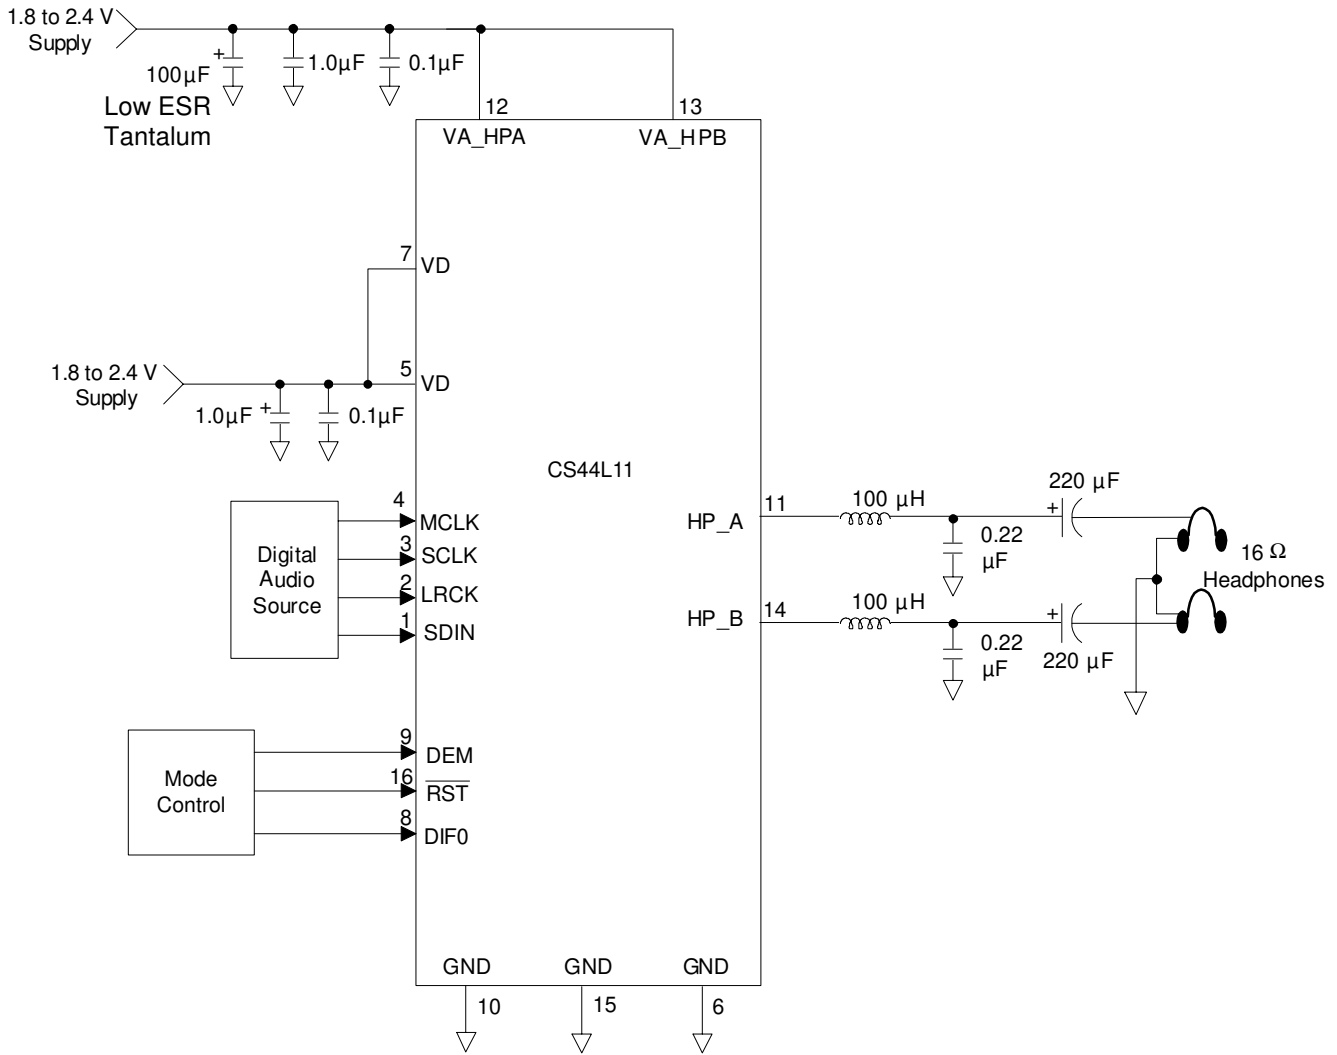 1.8 to 2.4 V
Supply
+
100µF
1.0µF
0.1µF
Low ESR
Tantalum
12
13
VA_HPA
VA_HPB
7
VD
1.8 to 2.4 V
Supply
5
VD
1.0µF
+
0.1µF
CS44L11
Digital
Audio
Source
4
MCLK
3
SCLK
2
LRCK
1
SDIN
HP_A
11
100 µH
0.22
µF
220 µF
+
16 Ω
Headphones
HP_B
14
100 µH
0.22
µF
+
220 µF
Mode
Control
9
DEM
16
RST
8
DIF0
GND
GND
GND
10
15
6